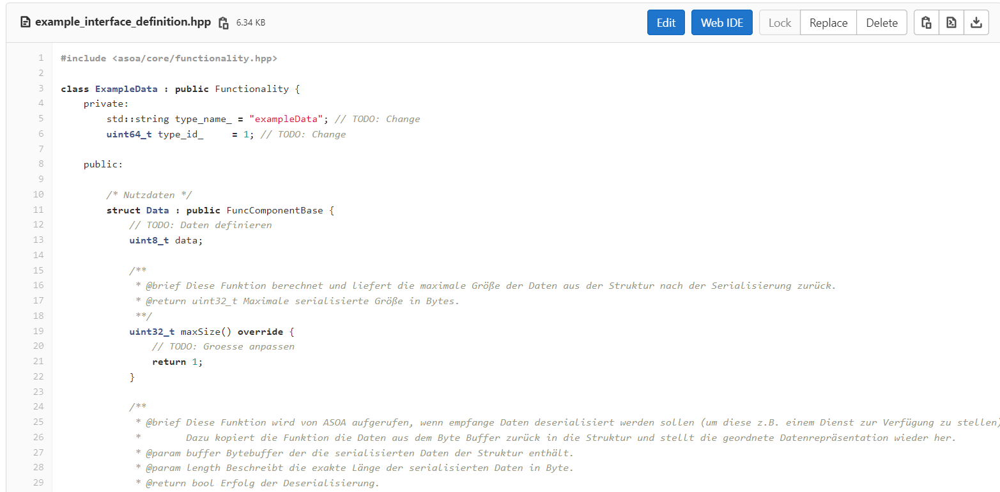 example_interface_definition.hpp 6.34 KB Edit Web IDE Lock Replace Delete
1 #include <asoa/core/functionality.hpp>
2
3 class ExampleData : public Functionality {
4 private:
5 std::string type_name_ = "exampleData"; // TODO: Change
6 uint64_t type_id_ = 1; // TODO: Change
7
8 public:
9
10 /* Nutzdaten */
11 struct Data : public FuncComponentBase {
12 // TODO: Daten definieren
13 uint8_t data;
14
15 /**
16 * @brief Diese Funktion berechnet und liefert die maximale Größe der Daten aus der Struktur nach der Serialisierung zurück.
17 * @return uint32_t Maximale serialisierte Größe in Bytes.
18 **/
19 uint32_t maxSize() override {
20 // TODO: Groesse anpassen
21 return 1;
22 }
23
24 /**
25 * @brief Diese Funktion wird von ASOA aufgerufen, wenn empfange Daten deserialisiert werden sollen (um diese z.B. einem Dienst zur Verfügung zu stellen)
26 * Dazu kopiert die Funktion die Daten aus dem Byte Buffer zurück in die Struktur und stellt die geordnete Datenrepräsentation wieder her.
27 * @param buffer Bytebuffer der die serialisierten Daten der Struktur enthält.
28 * @param length Beschreibt die exakte Länge der serialisierten Daten in Byte.
29 * @return bool Erfolg der Deserialisierung.